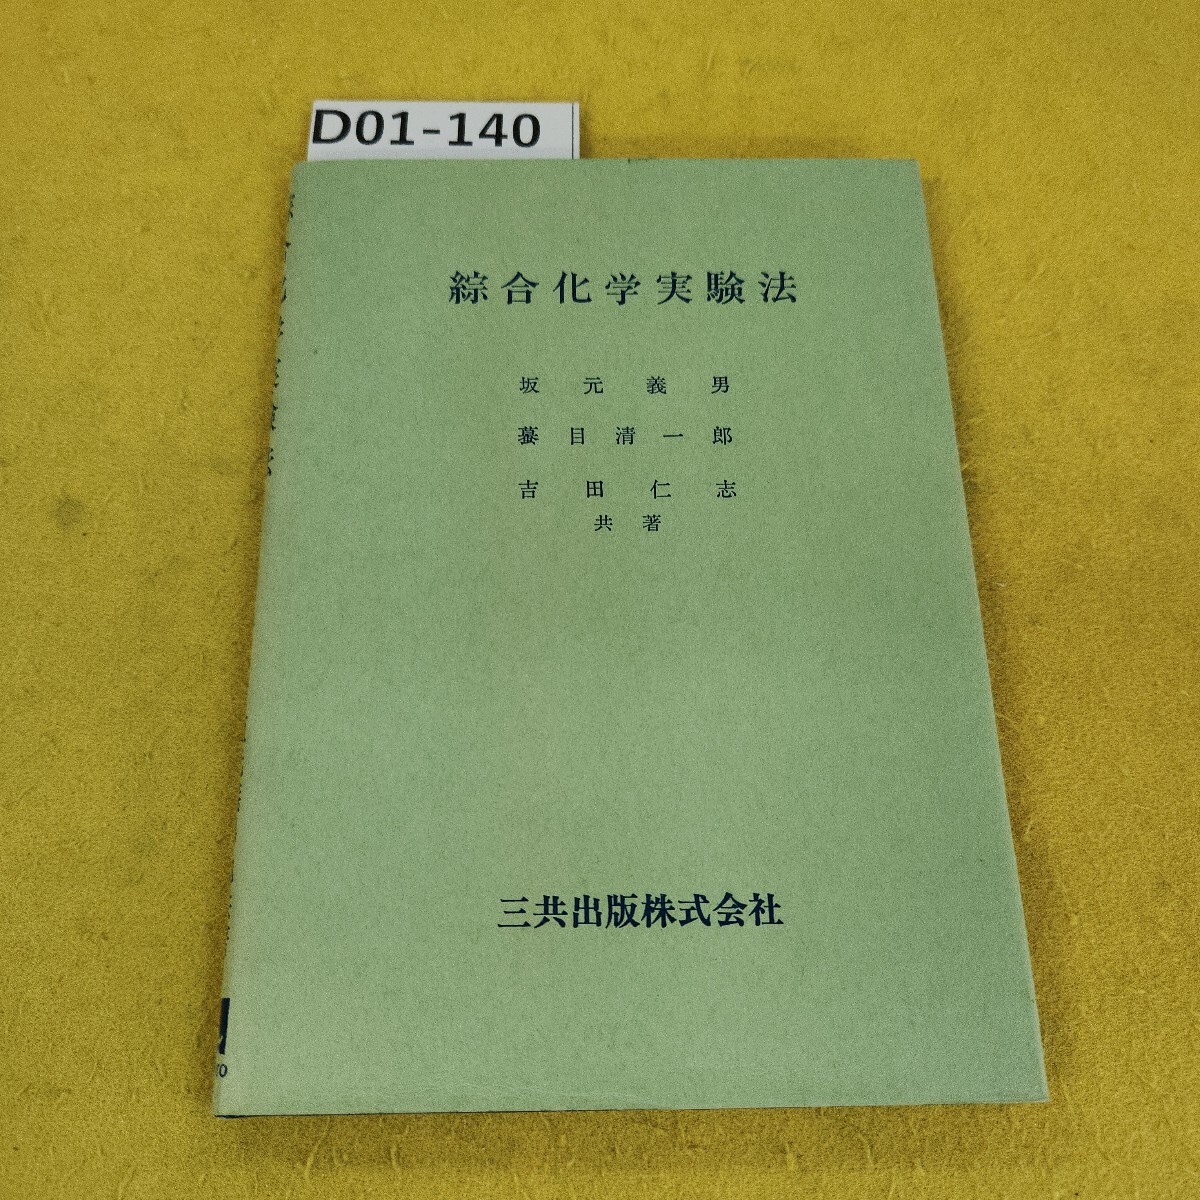 D01-140
綜合化学実験法
坂元義男
蟇目清一郎
吉田仁志
共著
三共出版株式会社